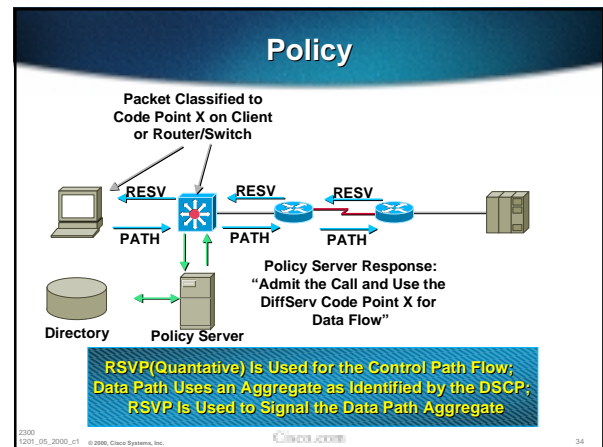 Policy
Packet Classified to
Code Point X on Client
or Router/Switch
RESV
RESV
RESV
PATH
PATH
PATH
Policy Server Response:
“Admit the Call and Use the
DiffServ Code Point X for
Data Flow”
Directory
Policy Server
RSVP(Quantative) Is Used for the Control Path Flow;
Data Path Uses an Aggregate as Identified by the DSCP;
RSVP Is Used to Signal the Data Path Aggregate
2300
1201_05_2000_c1
© 2000, Cisco Systems, Inc.
Cisco.com
34